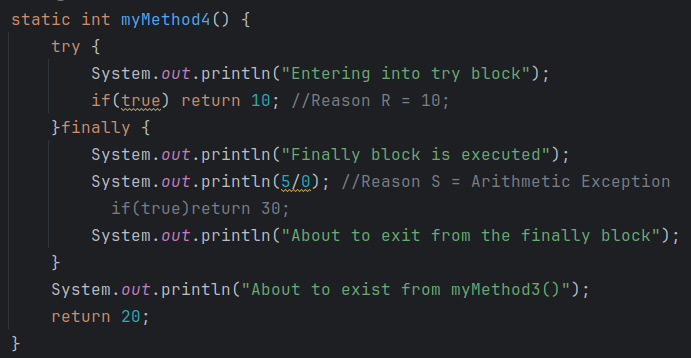 static int myMethod4() {
    try {
        System.out.println("Entering into try block");
        if(true) return 10; //Reason R = 10;
    }finally {
        System.out.println("Finally block is executed");
        System.out.println(5/0); //Reason S = Arithmetic Exception
          if(true)return 30;
        System.out.println("About to exit from the finally block");
    }
    System.out.println("About to exist from myMethod3()");
    return 20;
}